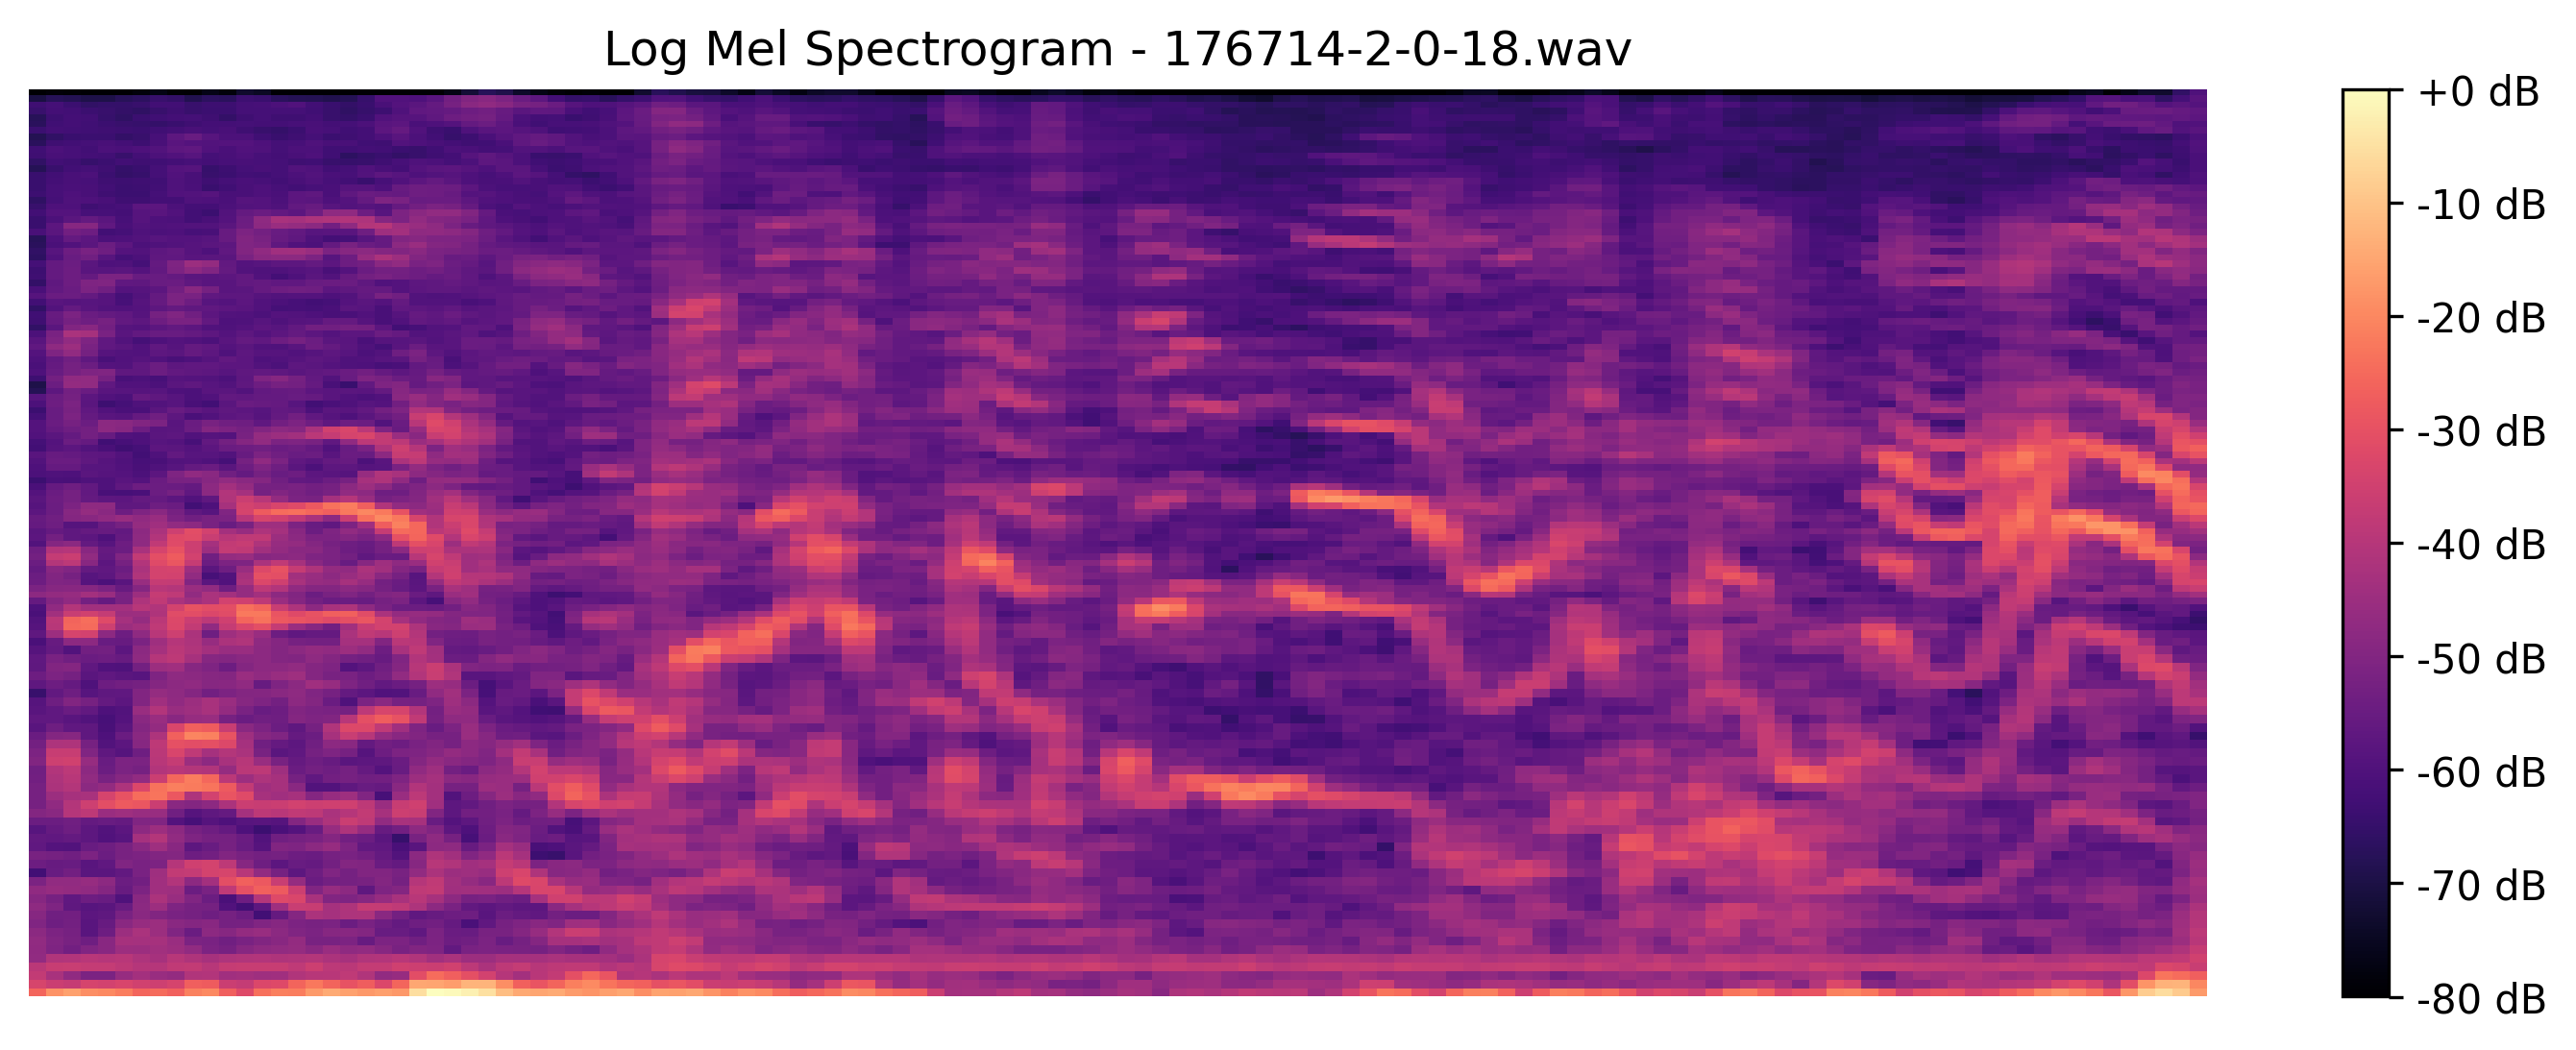 Log Mel Spectrogram - 176714-2-0-18.wav
+0 dB
-10 dB
-20 dB
-30 dB
-40 dB
-50 dB
-60 dB
-70 dB
-80 dB